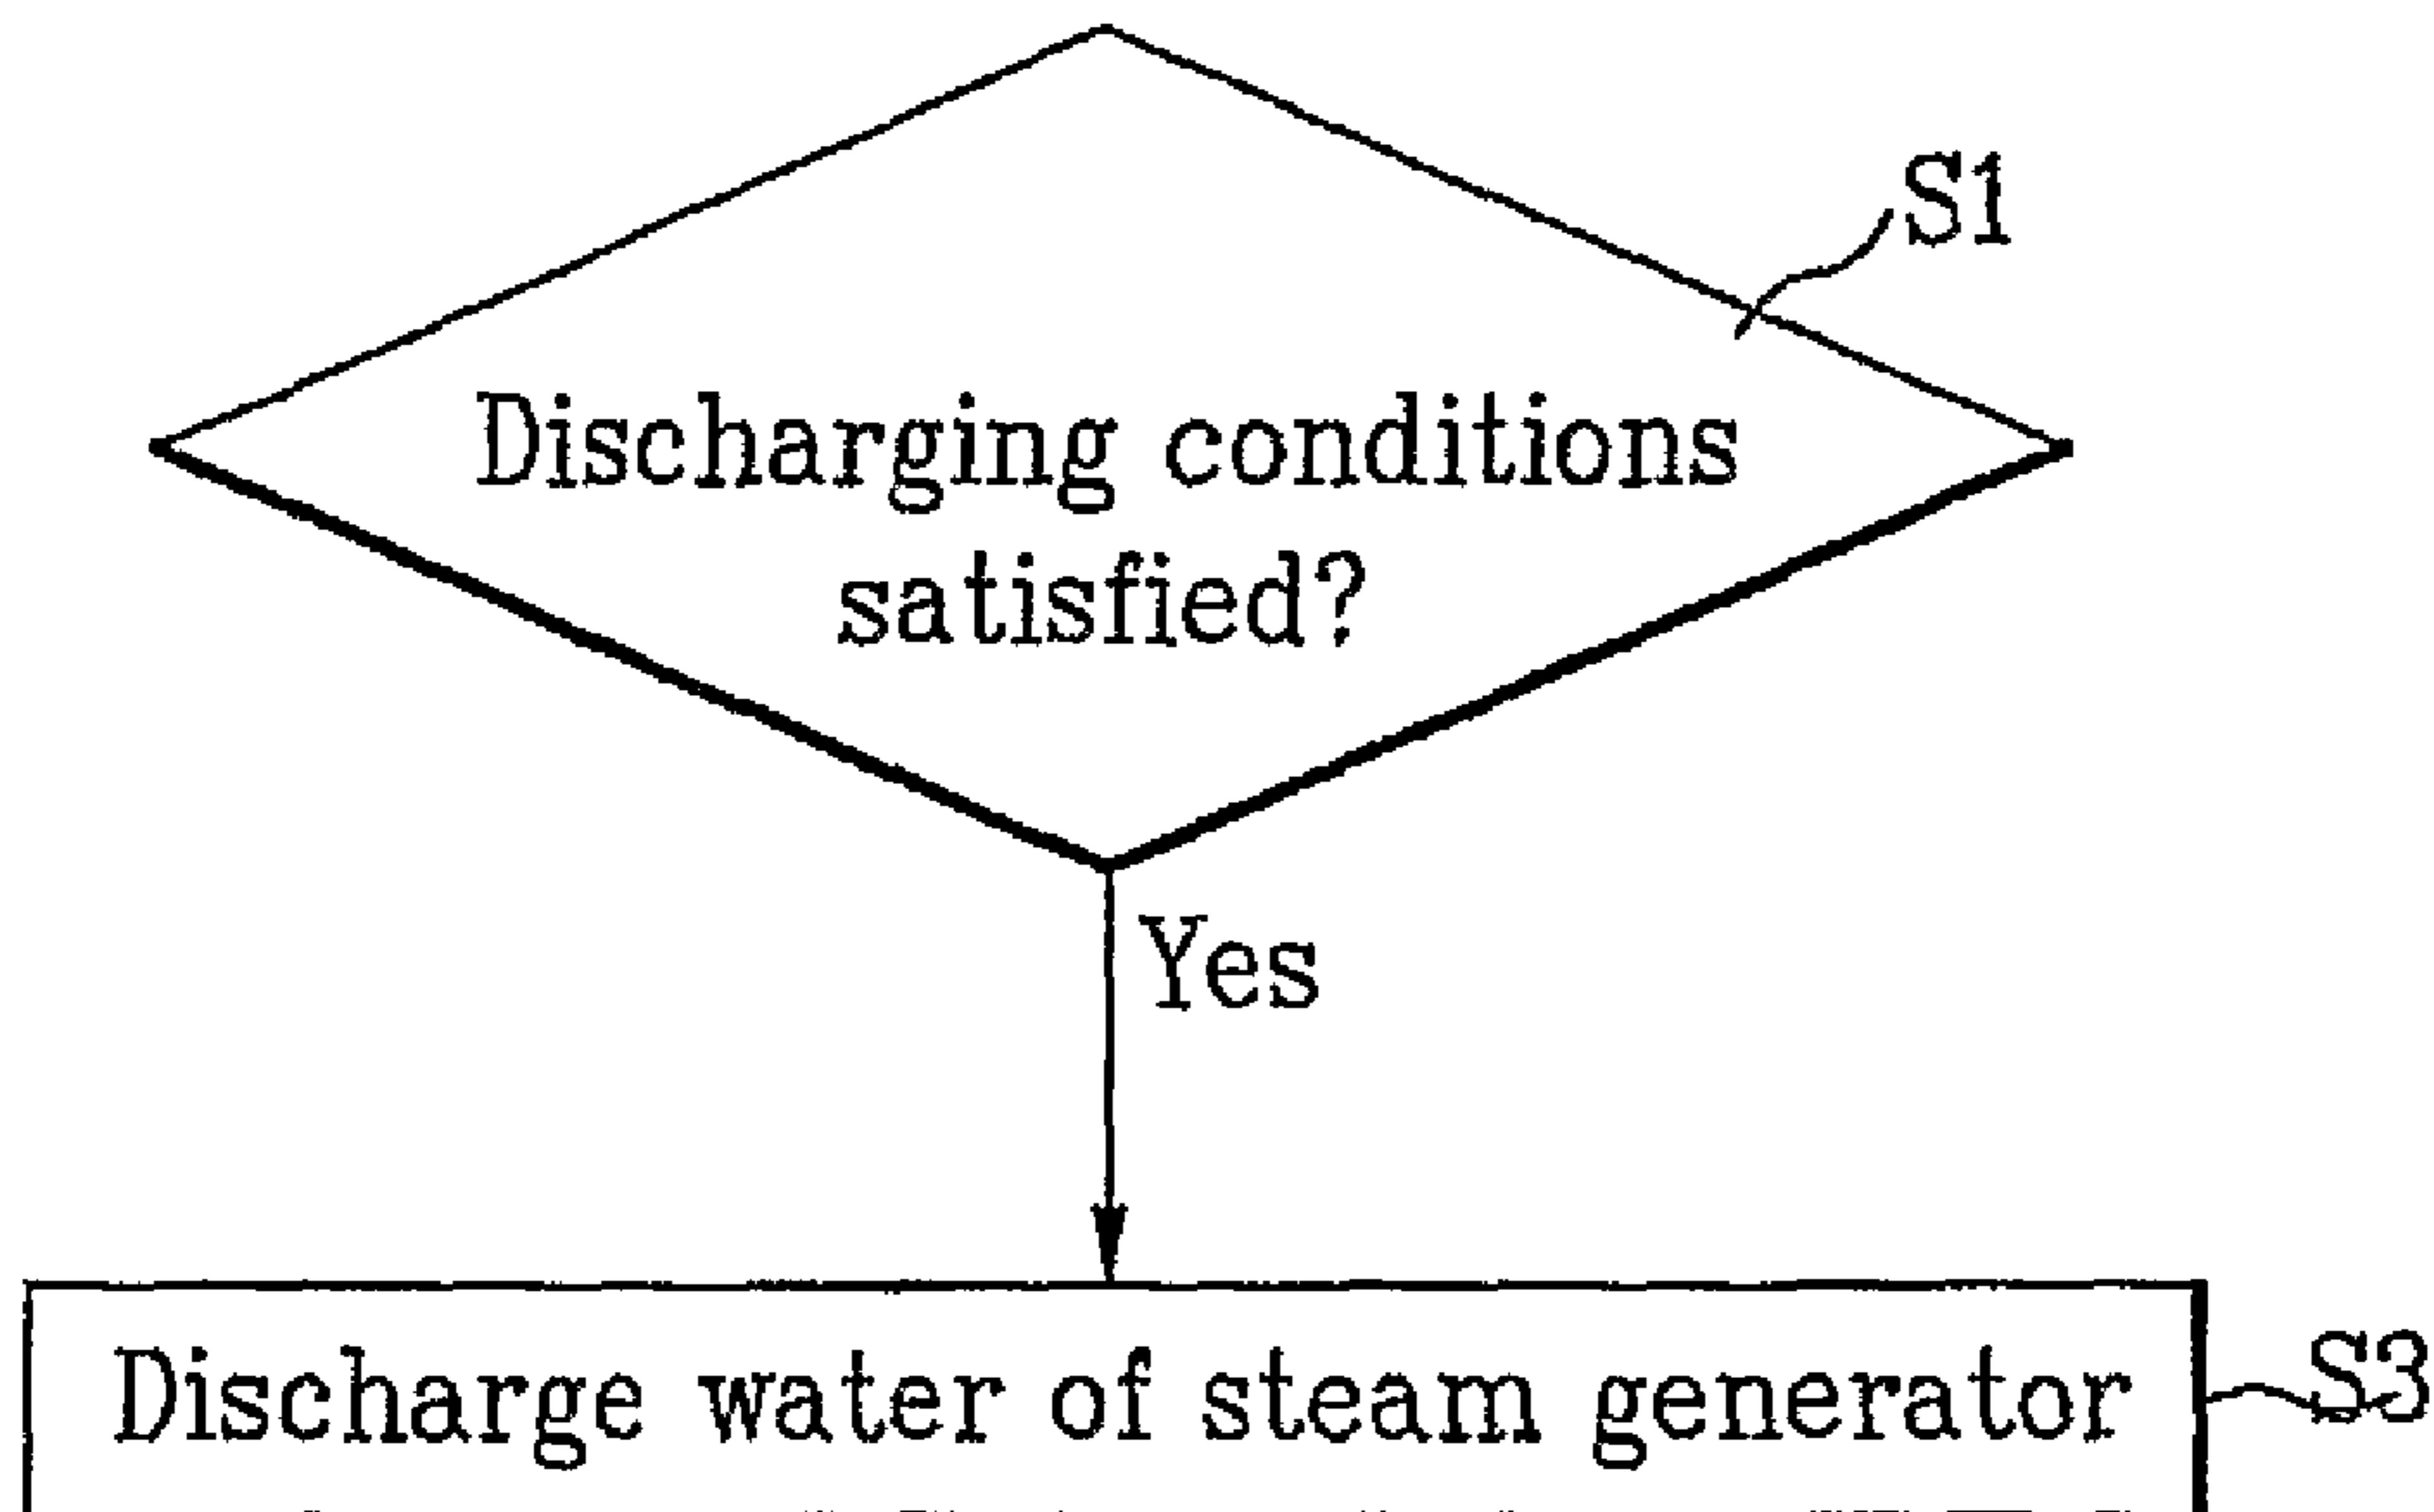 S1
Discharging conditions
satisfied?
Yes
Discharge water of steam generator
S3